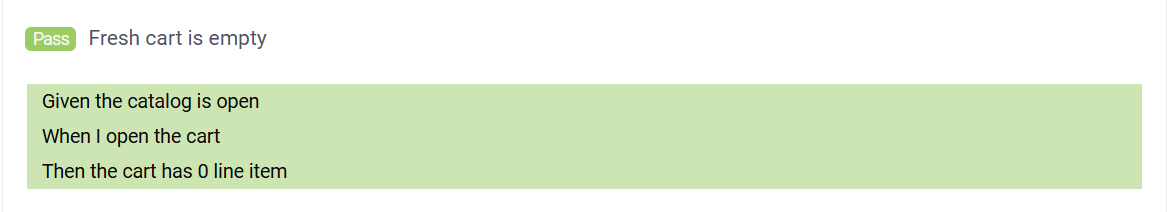 Pass Fresh cart is empty
Given the catalog is open
When I open the cart
Then the cart has 0 line item